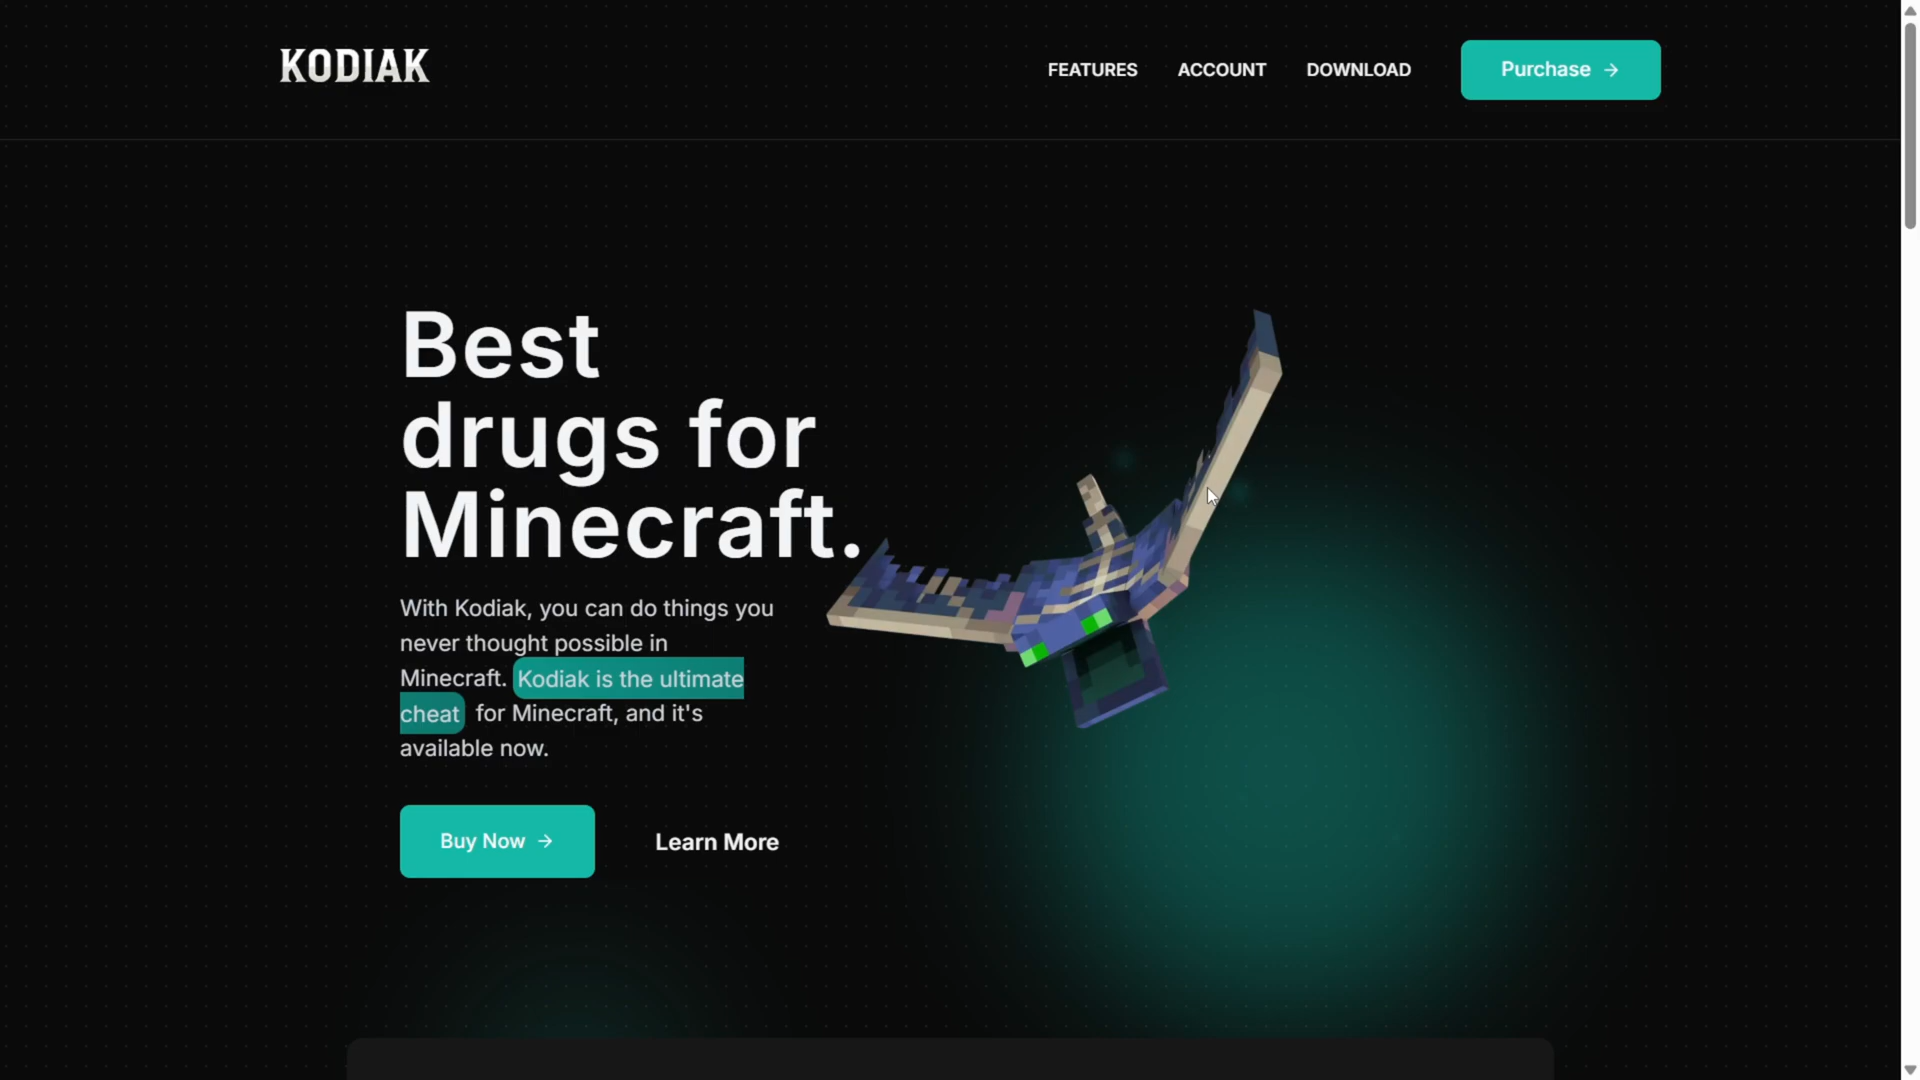 KODIAK
FEATURES
ACCOUNT
DOWNLOAD
Purchase →
Best
drugs for
Minecraft.
With Kodiak, you can do things you
never thought possible in
Minecraft. Kodiak is the ultimate
cheat for Minecraft, and it's
available now.
Buy Now →
Learn More